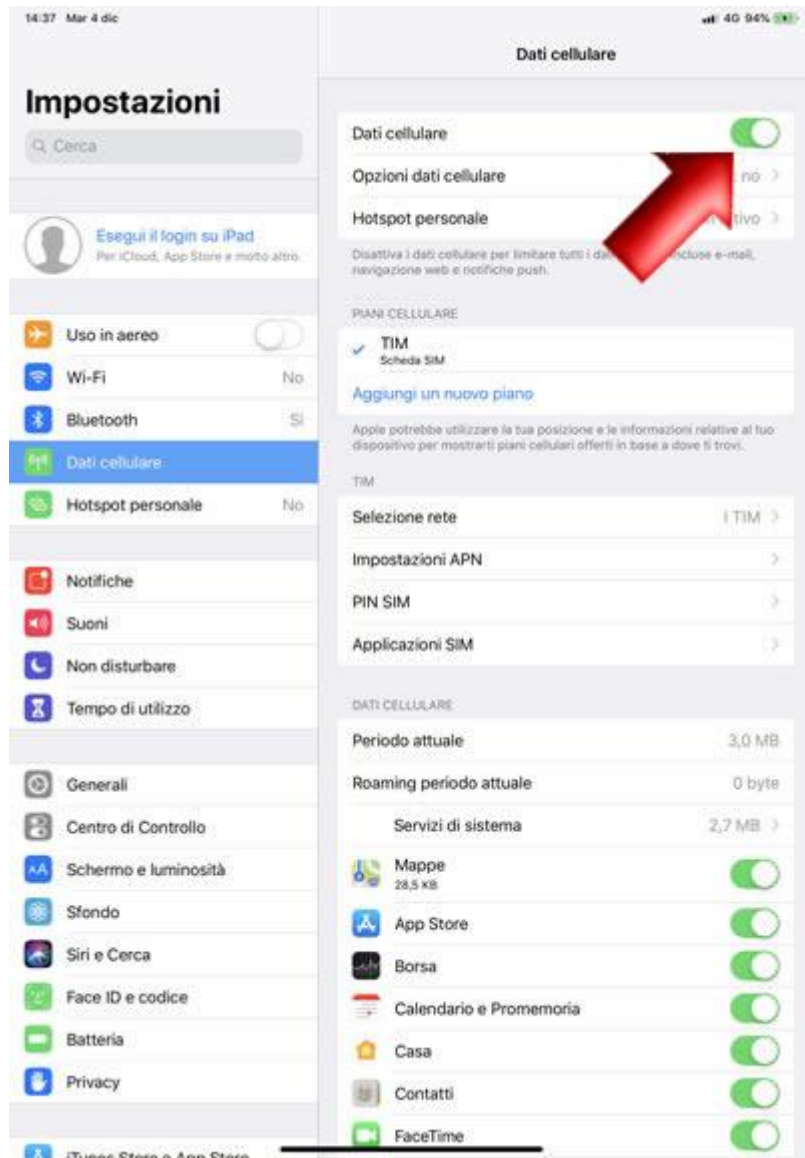 14:37 Mar 4 dic
4G 94%
Impostazioni
Cerca
Esegui il login su iPad
Per iCloud, App Store e molto altro.
Uso in aereo
Wi-Fi No
Bluetooth Sì
Dati cellulare
Hotspot personale No
Notifiche
Suoni
Non disturbare
Tempo di utilizzo
Generali
Centro di Controllo
AA Schermo e luminosità
Sfondo
Siri e Cerca
Face ID e codice
Batteria
Privacy
iTunes Store e App Store
Dati cellulare
Dati cellulare
Opzioni dati cellulare no
Hotspot personale
Disattiva i dati cellulare per limitare tutti i incluse e-mail,
navigazione web e notifiche push.
PIANI CELLULARE
TIM
Scheda SIM
Aggiungi un nuovo piano
Apple potrebbe utilizzare la tua posizione e le informazioni relative al tuo
dispositivo per mostrarti piani cellulari offerti in base a dove ti trovi.
TIM
Selezione rete I TIM
Impostazioni APN
PIN SIM
Applicazioni SIM
DATI CELLULARE
Periodo attuale 3,0 MB
Roaming periodo attuale 0 byte
Servizi di sistema 2,7 MB
Mappe
28,5 KB
App Store
Borsa
Calendario e Promemoria
Casa
Contatti
FaceTime